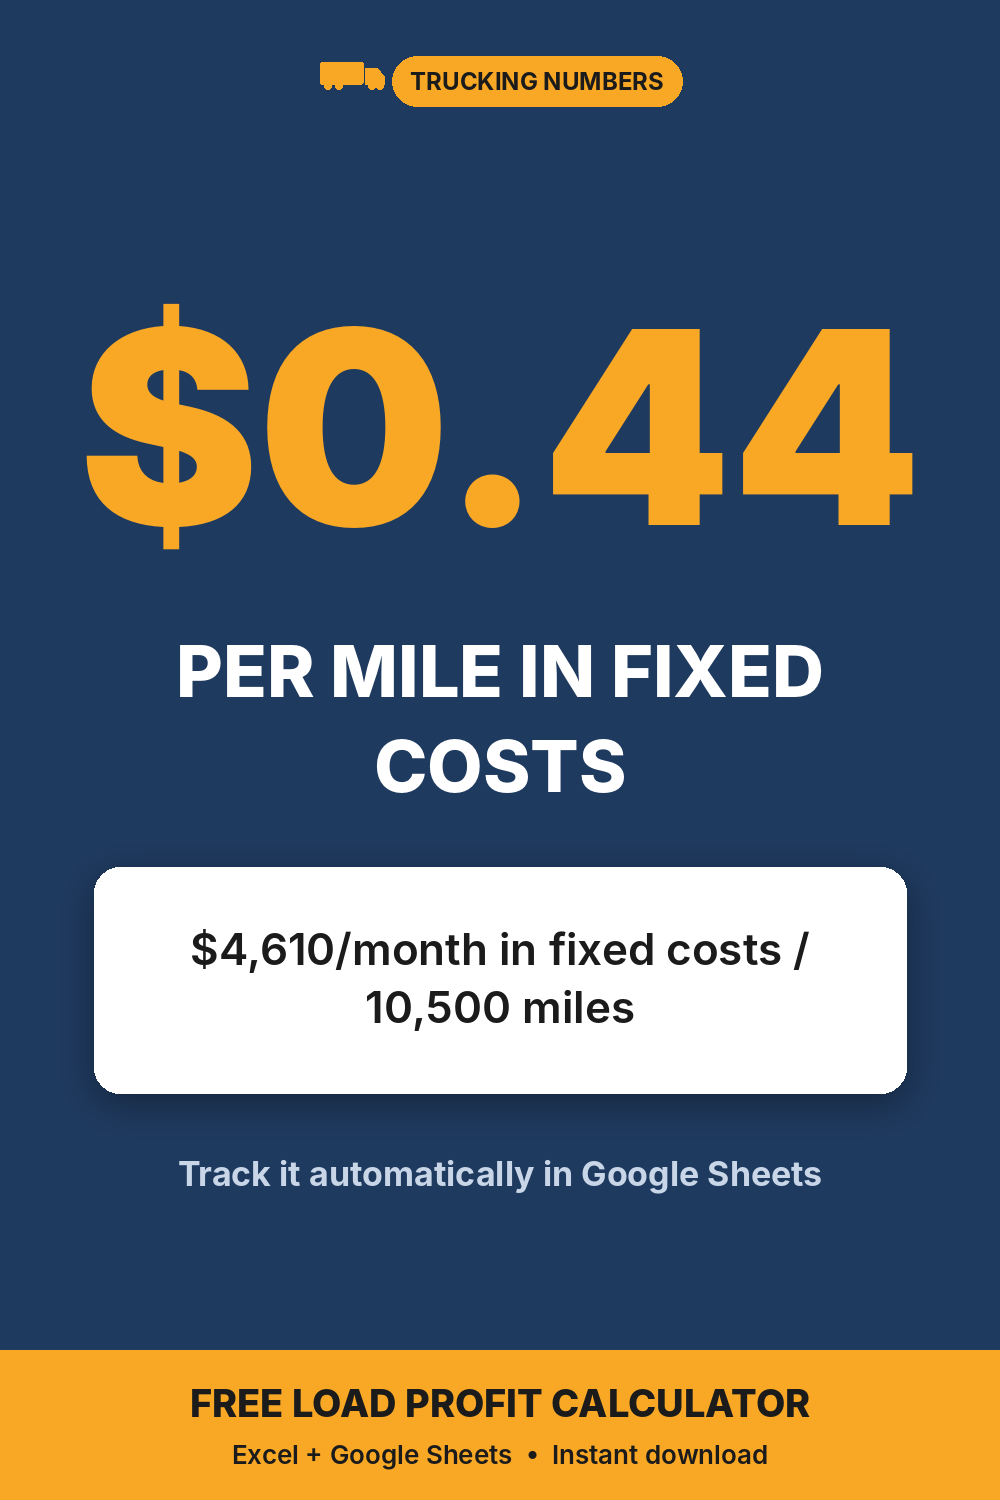 TRUCKING NUMBERS
$0.44
PER MILE IN FIXED
COSTS
$4,610/month in fixed costs /
10,500 miles
Track it automatically in Google Sheets
FREE LOAD PROFIT CALCULATOR
Excel + Google Sheets • Instant download